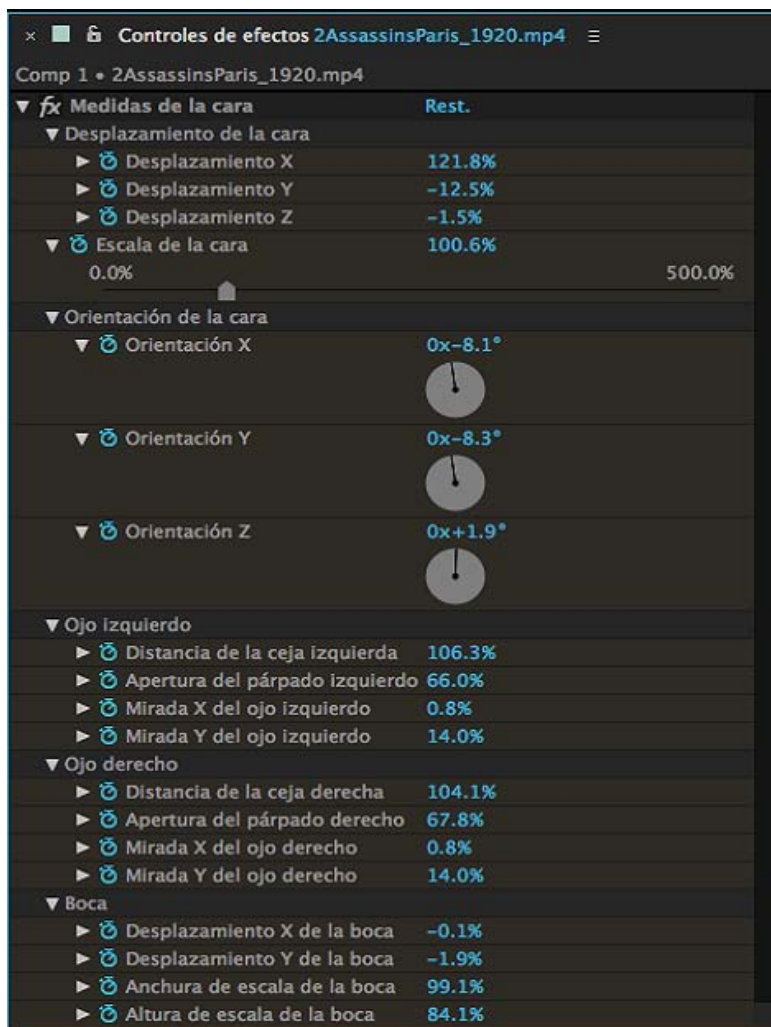 Controles de efectos 2AssassinsParis_1920.mp4
Comp 1 • 2AssassinsParis_1920.mp4
fx Medidas de la cara Rest.
Desplazamiento de la cara
Desplazamiento X 121.8%
Desplazamiento Y -12.5%
Desplazamiento Z -1.5%
Escala de la cara 100.6%
0.0% 500.0%
Orientación de la cara
Orientación X 0x-8.1°
Orientación Y 0x-8.3°
Orientación Z 0x+1.9°
Ojo izquierdo
Distancia de la ceja izquierda 106.3%
Apertura del párpado izquierdo 66.0%
Mirada X del ojo izquierdo 0.8%
Mirada Y del ojo izquierdo 14.0%
Ojo derecho
Distancia de la ceja derecha 104.1%
Apertura del párpado derecho 67.8%
Mirada X del ojo derecho 0.8%
Mirada Y del ojo derecho 14.0%
Boca
Desplazamiento X de la boca -0.1%
Desplazamiento Y de la boca -1.9%
Anchura de escala de la boca 99.1%
Altura de escala de la boca 84.1%